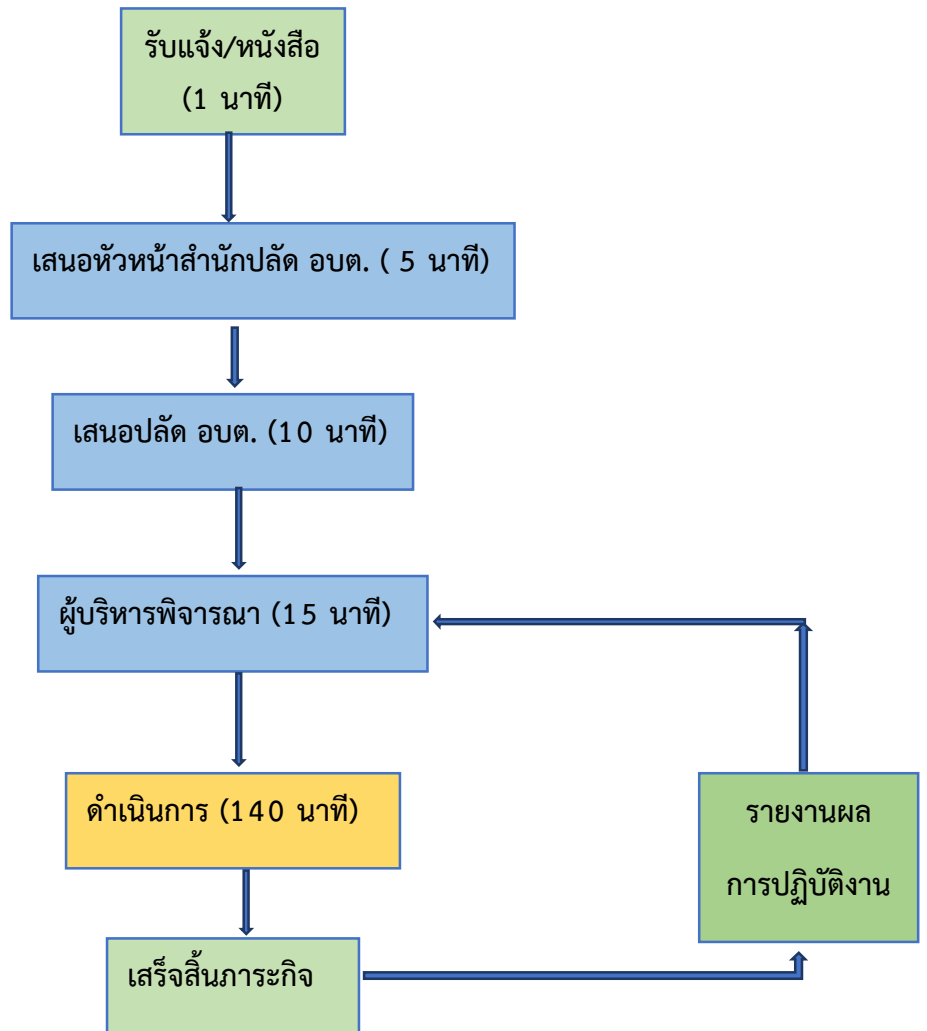 รับแจ้ง/หนังสือ
(1 นาที)
เสนอหัวหน้าสำนักปลัด อบต. ( 5 นาที)
เสนอปลัด อบต. (10 นาที)
ผู้บริหารพิจารณา (15 นาที)
ดำเนินการ (140 นาที)
รายงานผล
การปฏิบัติงาน
เสร็จสิ้นภาระกิจ